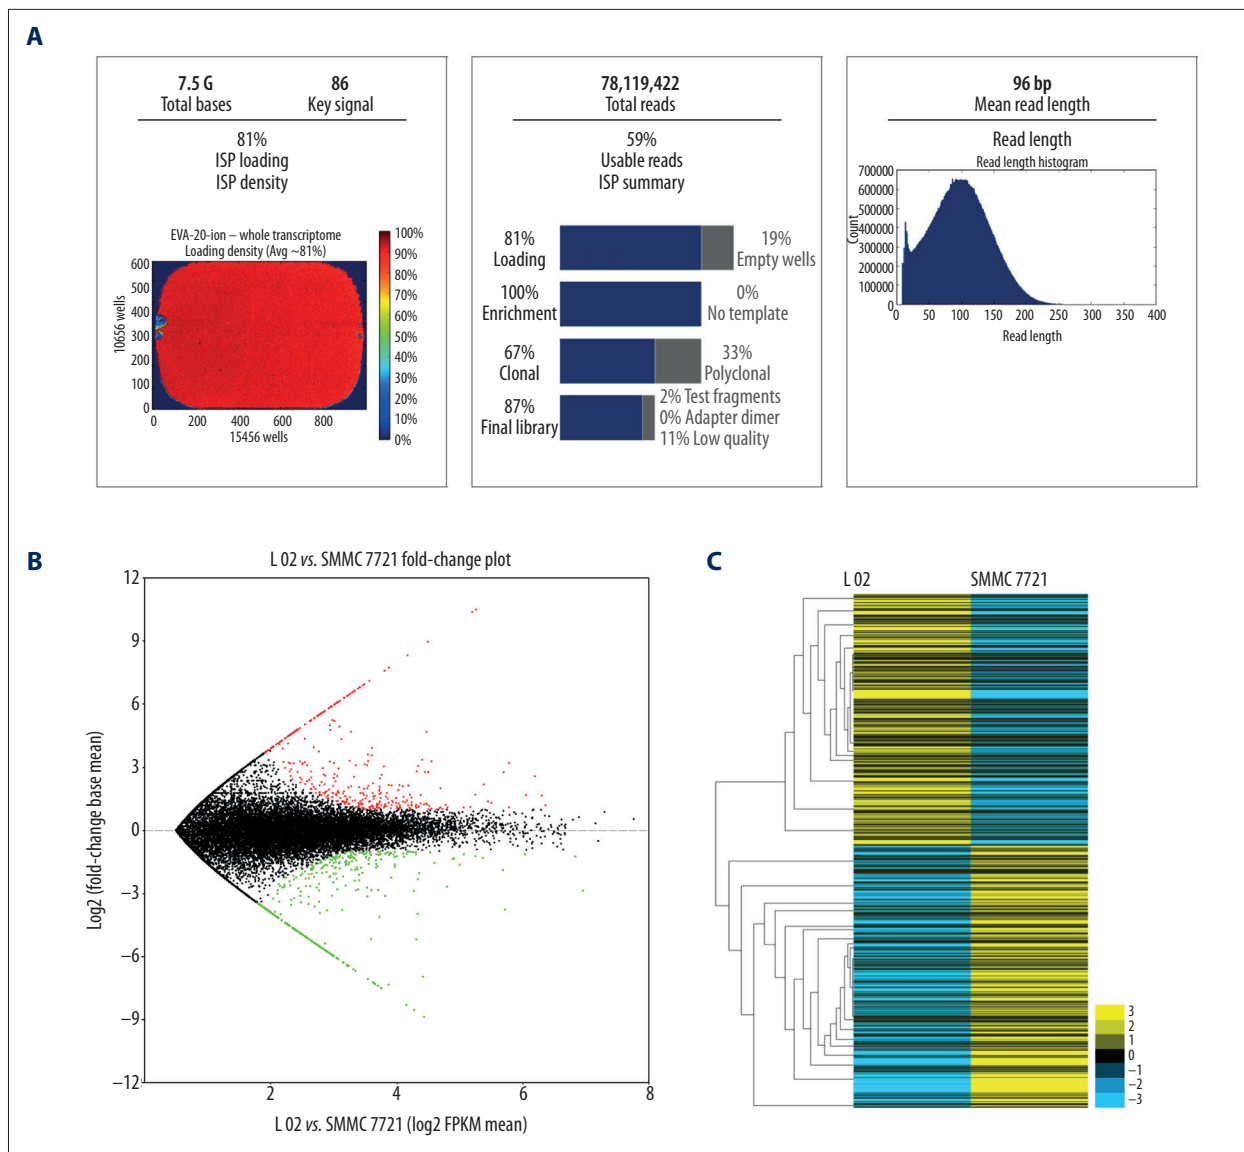 A
7.5 G
Total bases
86
Key signal
81%
ISP loading
ISP density
EVA-20-ion – whole transcriptome
Loading density (Avg ~81%)
600
500
400
300
200
100
0
10656 wells
0 200 400 600 800
15456 wells
100%
90%
80%
70%
60%
50%
40%
30%
20%
10%
0%
78,119,422
Total reads
59%
Usable reads
ISP summary
81%
Loading
19%
Empty wells
100%
Enrichment
0%
No template
67%
Clonal
33%
Polyclonal
87%
Final library
2% Test fragments
0% Adapter dimer
11% Low quality
96 bp
Mean read length
Read length
Read length histogram
700000
600000
500000
400000
300000
200000
100000
0
Count
0 50 100 150 200 250 300 350 400
Read length
B
L 02 vs. SMMC 7721 fold-change plot
12
9
6
3
0
−3
−6
−9
−12
Log2 (fold-change base mean)
2 4 6 8
L 02 vs. SMMC 7721 (log2 FPKM mean)
C
L 02
SMMC 7721
3
2
1
0
−1
−2
−3